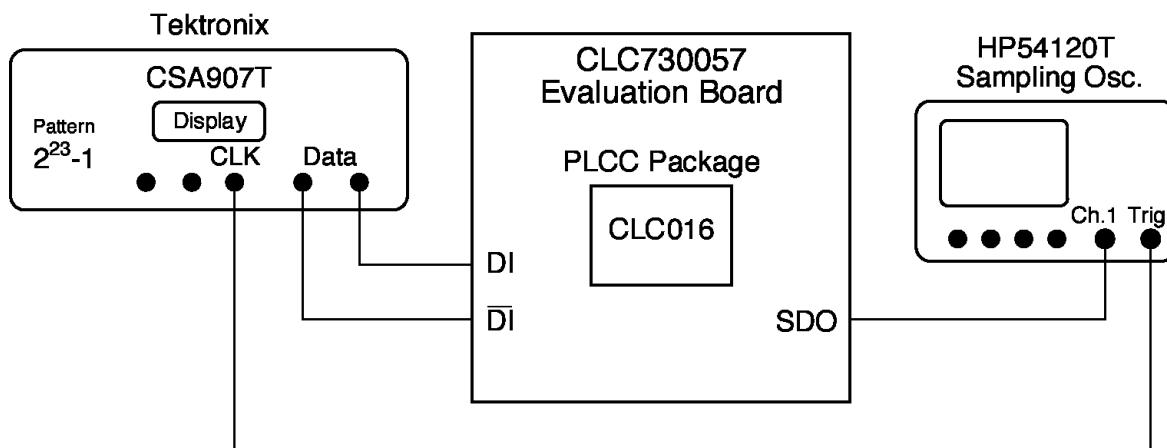 Tektronix
CSA907T
Display
Pattern
2²³-1
CLK
Data
CLC730057
Evaluation Board
PLCC Package
CLC016
DI
D̅I̅
SDO
HP54120T
Sampling Osc.
Ch.1
Trig